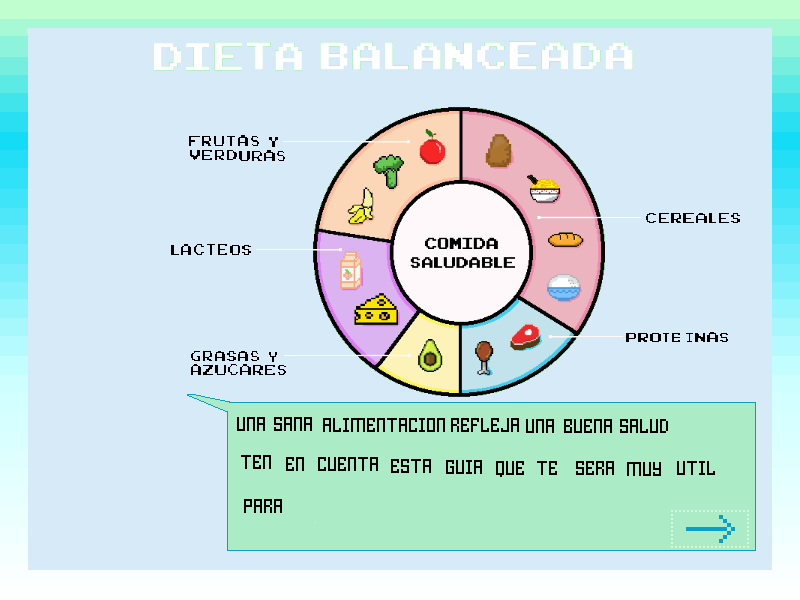 DIETA BALANCEADA
FRUTAS Y
VERDURAS
CEREALES
LACTEOS
COMIDA
SALUDABLE
PROTEINAS
GRASAS Y
AZUCARES
UNA SANA ALIMENTACION REFLEJA UNA BUENA SALUD
TEN EN CUENTA ESTA GUIA QUE TE SERA MUY UTIL
PARA